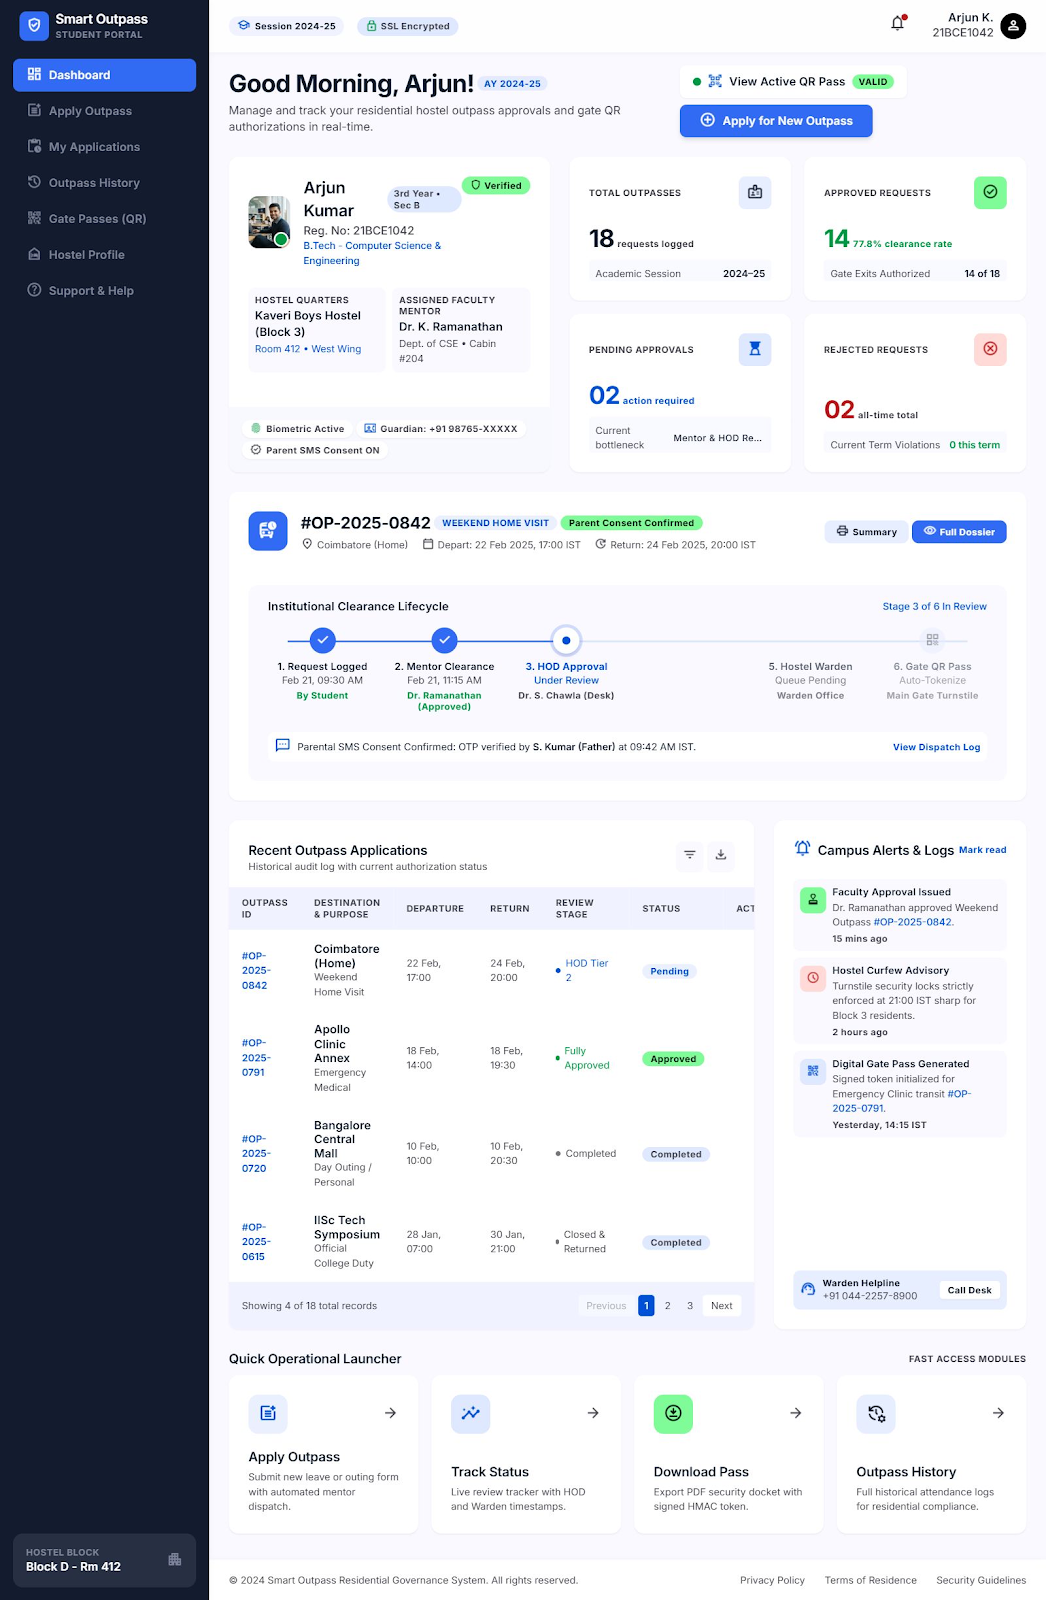 Smart Outpass
STUDENT PORTAL
Dashboard
Apply Outpass
My Applications
Outpass History
Gate Passes (QR)
Hostel Profile
Support & Help
HOSTEL BLOCK
Block D - Rm 412
Session 2024-25
SSL Encrypted
Arjun K.
21BCE1042
Good Morning, Arjun!
AY 2024-25
Manage and track your residential hostel outpass approvals and gate QR
authorizations in real-time.
View Active QR Pass
VALID
Apply for New Outpass
Arjun
Kumar
3rd Year •
Sec B
Verified
Reg. No: 21BCE1042
B.Tech - Computer Science &
Engineering
HOSTEL QUARTERS
Kaveri Boys Hostel
(Block 3)
Room 412 • West Wing
ASSIGNED FACULTY
MENTOR
Dr. K. Ramanathan
Dept. of CSE • Cabin
#204
Biometric Active
Guardian: +91 98765-XXXXX
Parent SMS Consent ON
TOTAL OUTPASSES
18 requests logged
Academic Session
2024–25
APPROVED REQUESTS
14 77.8% clearance rate
Gate Exits Authorized
14 of 18
PENDING APPROVALS
02 action required
Current
bottleneck
Mentor & HOD Re...
REJECTED REQUESTS
02 all-time total
Current Term Violations
0 this term
#OP-2025-0842
WEEKEND HOME VISIT
Parent Consent Confirmed
Coimbatore (Home)
Depart: 22 Feb 2025, 17:00 IST
Return: 24 Feb 2025, 20:00 IST
Summary
Full Dossier
Institutional Clearance Lifecycle
Stage 3 of 6 In Review
1. Request Logged
Feb 21, 09:30 AM
By Student
2. Mentor Clearance
Feb 21, 11:15 AM
Dr. Ramanathan
(Approved)
3. HOD Approval
Under Review
Dr. S. Chawla (Desk)
5. Hostel Warden
Queue Pending
Warden Office
6. Gate QR Pass
Auto-Tokenize
Main Gate Turnstile
Parental SMS Consent Confirmed: OTP verified by S. Kumar (Father) at 09:42 AM IST.
View Dispatch Log
Recent Outpass Applications
Historical audit log with current authorization status
OUTPASS
ID
DESTINATION
& PURPOSE
DEPARTURE
RETURN
REVIEW
STAGE
STATUS
ACT
#OP-
2025-
0842
Coimbatore
(Home)
Weekend
Home Visit
22 Feb,
17:00
24 Feb,
20:00
HOD Tier
2
Pending
#OP-
2025-
0791
Apollo
Clinic
Annex
Emergency
Medical
18 Feb,
14:00
18 Feb,
19:30
Fully
Approved
Approved
#OP-
2025-
0720
Bangalore
Central
Mall
Day Outing /
Personal
10 Feb,
10:00
10 Feb,
20:30
Completed
Completed
#OP-
2025-
0615
IISc Tech
Symposium
Official
College Duty
28 Jan,
07:00
30 Jan,
21:00
Closed &
Returned
Completed
Showing 4 of 18 total records
Previous
1
2
3
Next
Campus Alerts & Logs
Mark read
Faculty Approval Issued
Dr. Ramanathan approved Weekend
Outpass #OP-2025-0842.
15 mins ago
Hostel Curfew Advisory
Turnstile security locks strictly
enforced at 21:00 IST sharp for
Block 3 residents.
2 hours ago
Digital Gate Pass Generated
Signed token initialized for
Emergency Clinic transit #OP-
2025-0791.
Yesterday, 14:15 IST
Warden Helpline
+91 044-2257-8900
Call Desk
Quick Operational Launcher
FAST ACCESS MODULES
Apply Outpass
Submit new leave or outing form
with automated mentor
dispatch.
Track Status
Live review tracker with HOD
and Warden timestamps.
Download Pass
Export PDF security docket with
signed HMAC token.
Outpass History
Full historical attendance logs
for residential compliance.
© 2024 Smart Outpass Residential Governance System. All rights reserved.
Privacy Policy
Terms of Residence
Security Guidelines